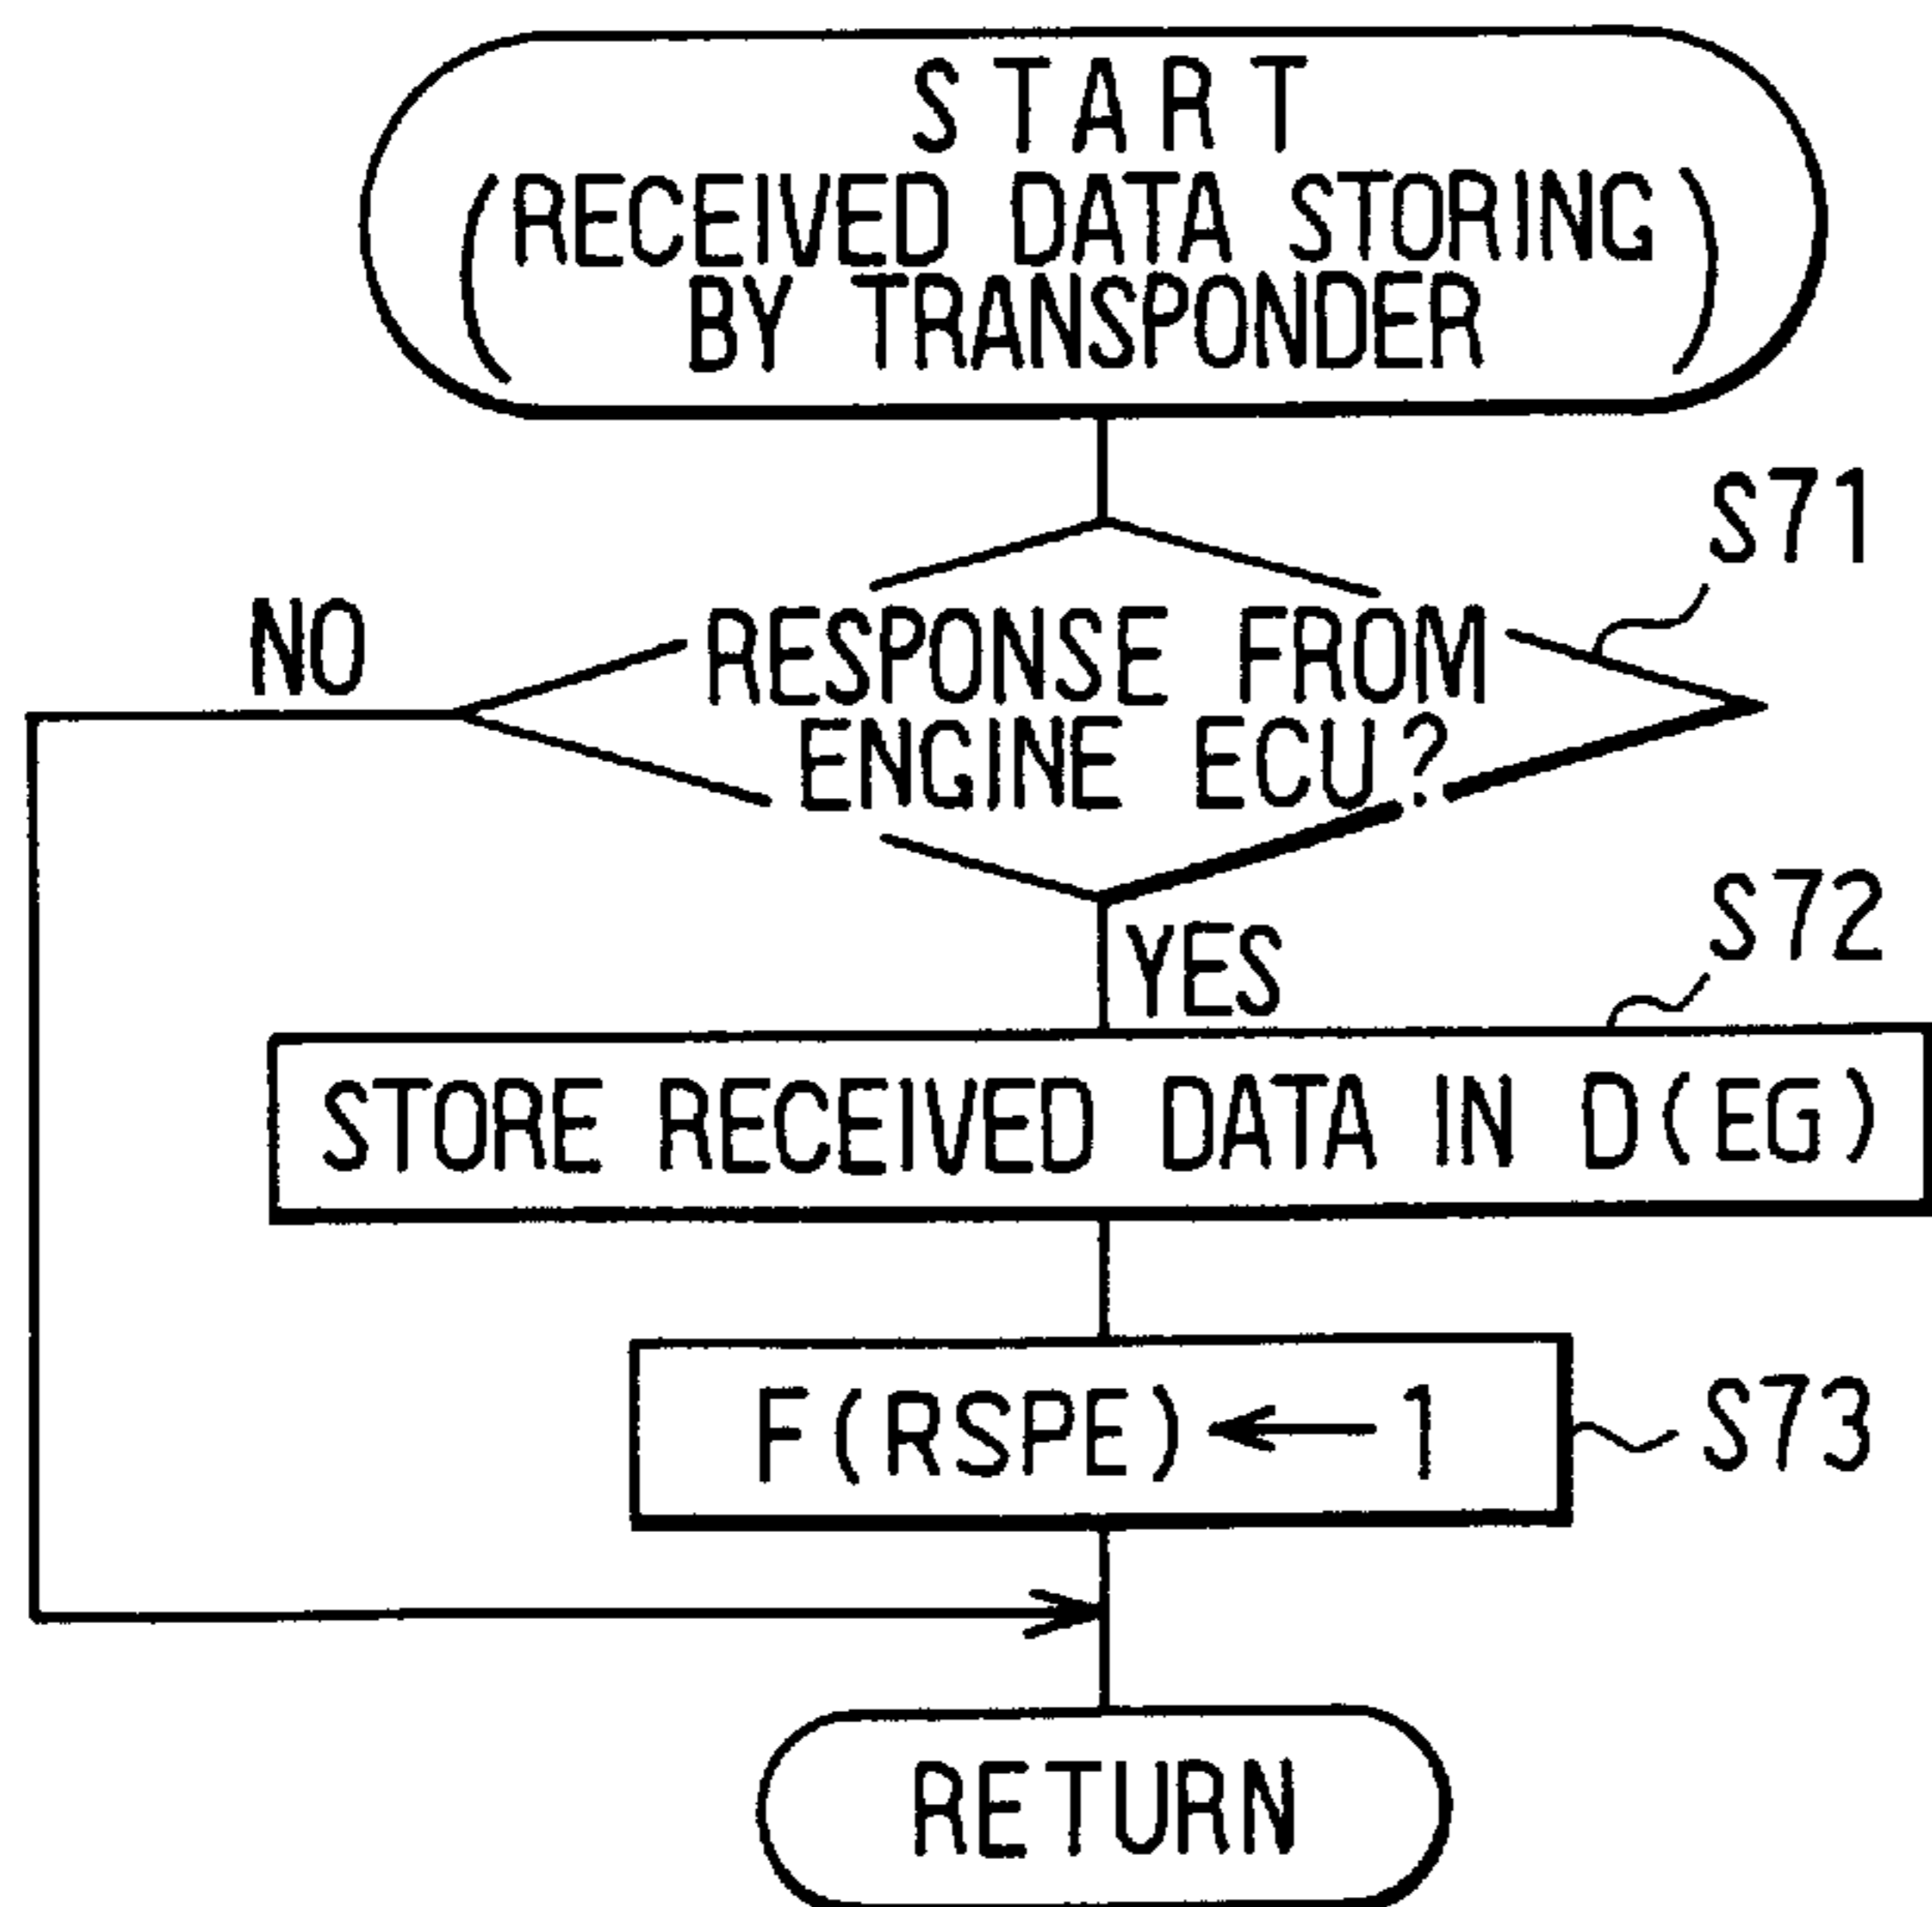 START
(RECEIVED DATA STORING
BY TRANSPONDER)
S71
NO
RESPONSE FROM
ENGINE ECU?
YES
S72
STORE RECEIVED DATA IN D(EG)
F(RSPE)←1
S73
RETURN